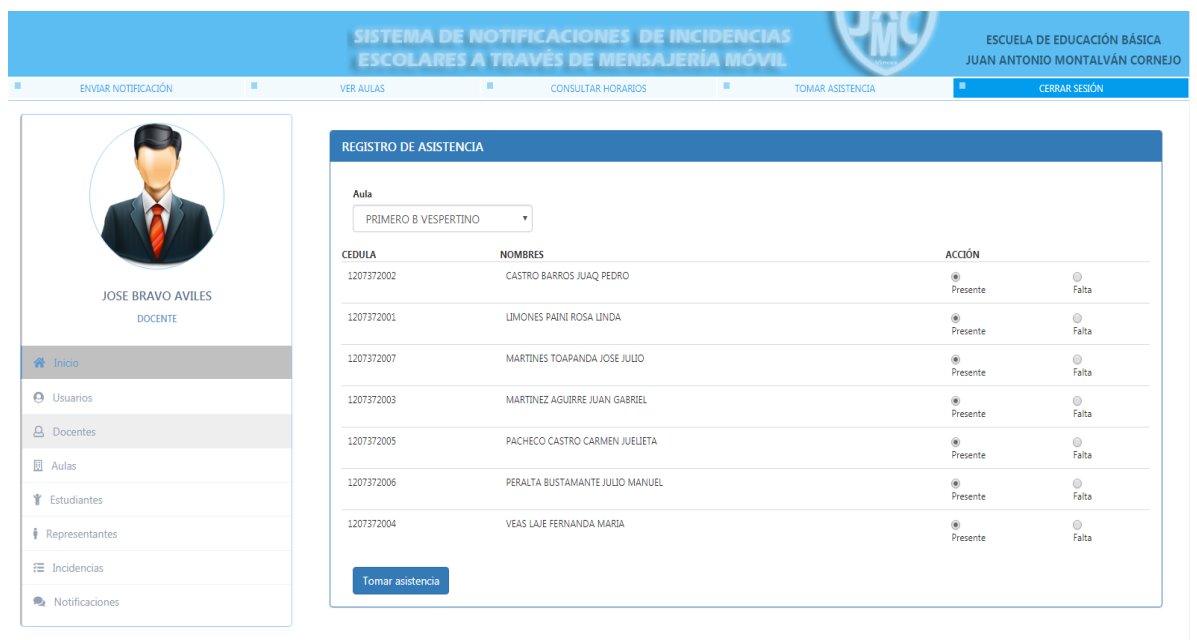 SISTEMA DE NOTIFICACIONES DE INCIDENCIAS
ESCOLARES A TRAVÉS DE MENSAJERÍA MÓVIL
JAMC
Vinces
ESCUELA DE EDUCACIÓN BÁSICA
JUAN ANTONIO MONTALVÁN CORNEJO
ENVIAR NOTIFICACIÓN
VER AULAS
CONSULTAR HORARIOS
TOMAR ASISTENCIA
CERRAR SESIÓN
JOSE BRAVO AVILES
DOCENTE
Inicio
Usuarios
Docentes
Aulas
Estudiantes
Representantes
Incidencias
Notificaciones
REGISTRO DE ASISTENCIA
Aula
PRIMERO B VESPERTINO
CEDULA NOMBRES ACCIÓN
1207372002 CASTRO BARROS JUAQ PEDRO Presente Falta
1207372001 LIMONES PAINI ROSA LINDA Presente Falta
1207372007 MARTINES TOAPANDA JOSE JULIO Presente Falta
1207372003 MARTINEZ AGUIRRE JUAN GABRIEL Presente Falta
1207372005 PACHECO CASTRO CARMEN JUELIETA Presente Falta
1207372006 PERALTA BUSTAMANTE JULIO MANUEL Presente Falta
1207372004 VEAS LAJE FERNANDA MARIA Presente Falta
Tomar asistencia